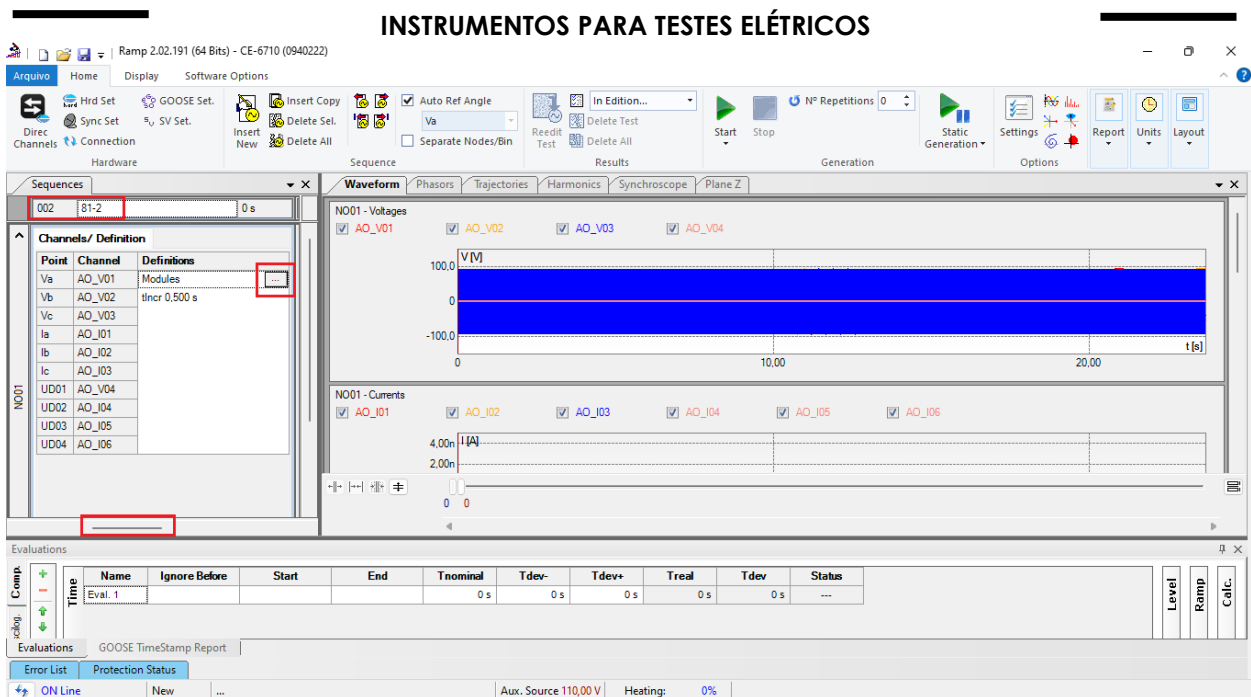 INSTRUMENTOS PARA TESTES ELÉTRICOS
Ramp 2.02.191 (64 Bits) - CE-6710 (0940222)
Arquivo Home Display Software Options
Direc Channels
Hrd Set
Sync Set
Connection
GOOSE Set.
SV Set.
Hardware
Insert New
Insert Copy
Delete Sel.
Delete All
Auto Ref Angle
Va
Separate Nodes/Bin
Sequence
Reedit Test
In Edition...
Delete Test
Delete All
Results
Start
Stop
Nº Repetitions 0
Static Generation
Generation
Settings
Options
Report
Units
Layout
Sequences
002 81-2 0 s
Channels/ Definition
Point Channel Definitions
Va AO_V01 Modules ...
Vb AO_V02 tIncr 0,500 s
Vc AO_V03
Ia AO_I01
Ib AO_I02
Ic AO_I03
UD01 AO_V04
UD02 AO_I04
UD03 AO_I05
UD04 AO_I06
NO01
Waveform Phasors Trajectories Harmonics Synchroscope Plane Z
NO01 - Voltages
AO_V01 AO_V02 AO_V03 AO_V04
V [V]
100,0
0
-100,0
t [s]
0 10,00 20,00
NO01 - Currents
AO_I01 AO_I02 AO_I03 AO_I04 AO_I05 AO_I06
4,00n I [A]
2,00n
0 0
Evaluations
Comp.
Time
Name Ignore Before Start End Tnominal Tdev- Tdev+ Treal Tdev Status
Eval. 1 0 s 0 s 0 s 0 s 0 s ---
Level
Ramp
Calc.
Evaluations GOOSE TimeStamp Report
Error List Protection Status
ON Line New ... Aux. Source 110,00 V Heating: 0%